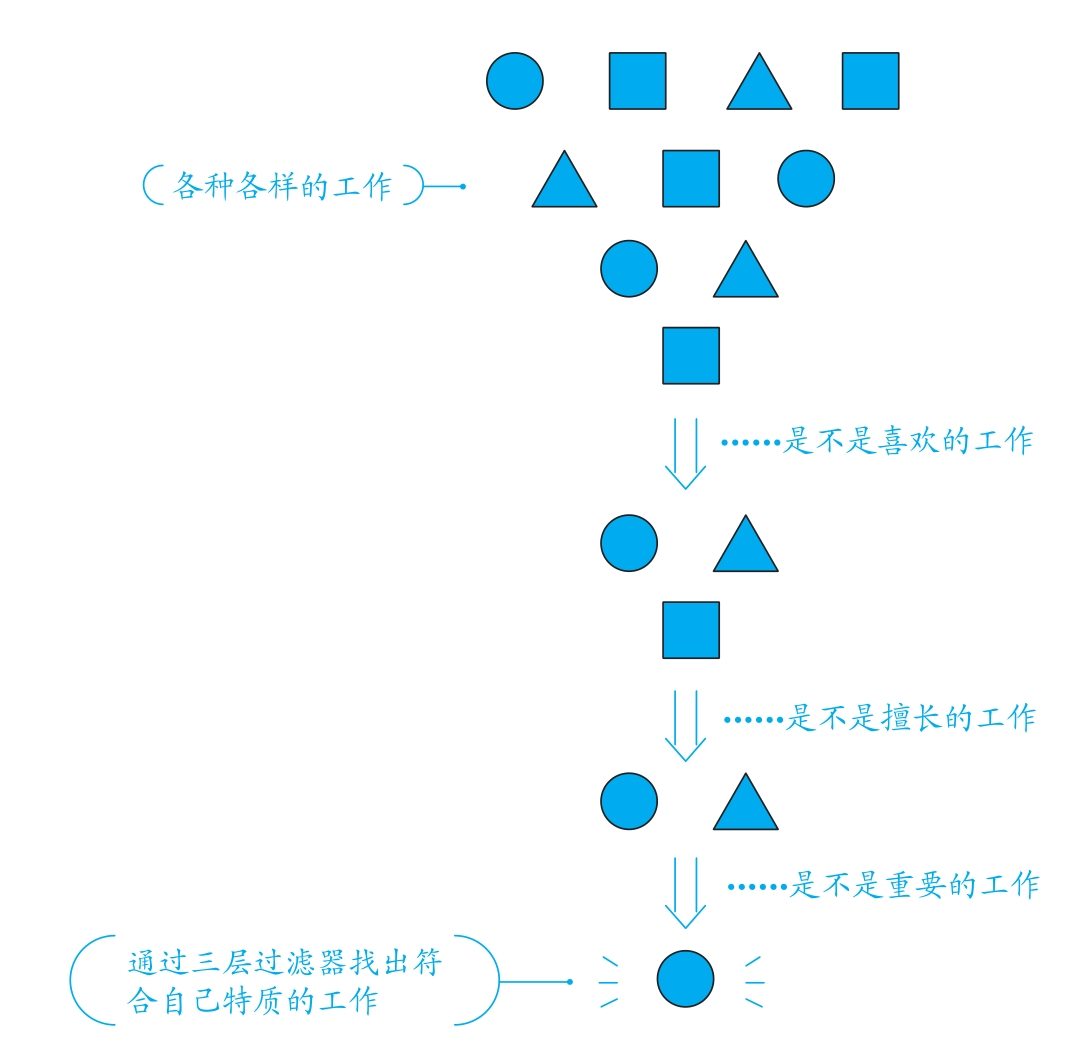 各种各样的工作
……是不是喜欢的工作
……是不是擅长的工作
……是不是重要的工作
通过三层过滤器找出符
合自己特质的工作